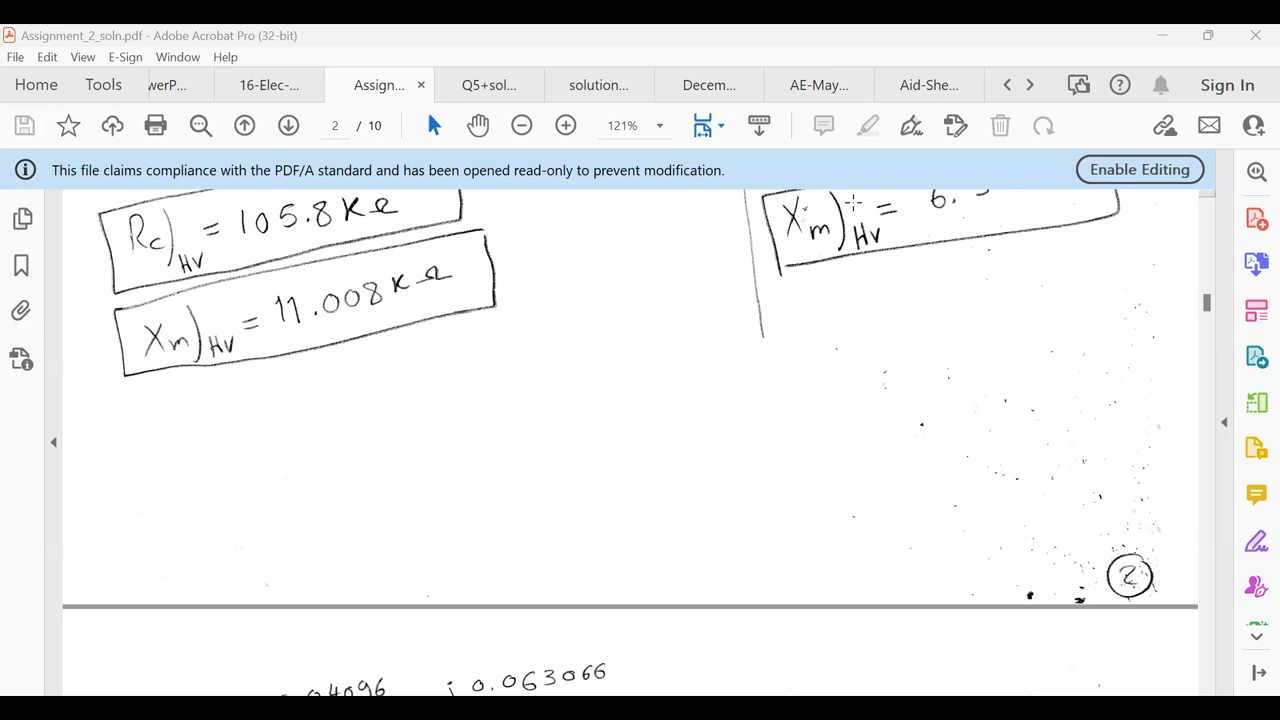 Assignment_2_soln.pdf - Adobe Acrobat Pro (32-bit)
File Edit View E-Sign Window Help
Home Tools werP... 16-Elec-... Assign... × Q5+sol... solution... Decem... AE-May... Aid-She... Sign In
2 / 10 121%
This file claims compliance with the PDF/A standard and has been opened read-only to prevent modification. Enable Editing
Rc)HV = 105.8 KΩ
Xm)HV = 11.008 KΩ
Xm)HV = 6.
2
.04096 j 0.063066